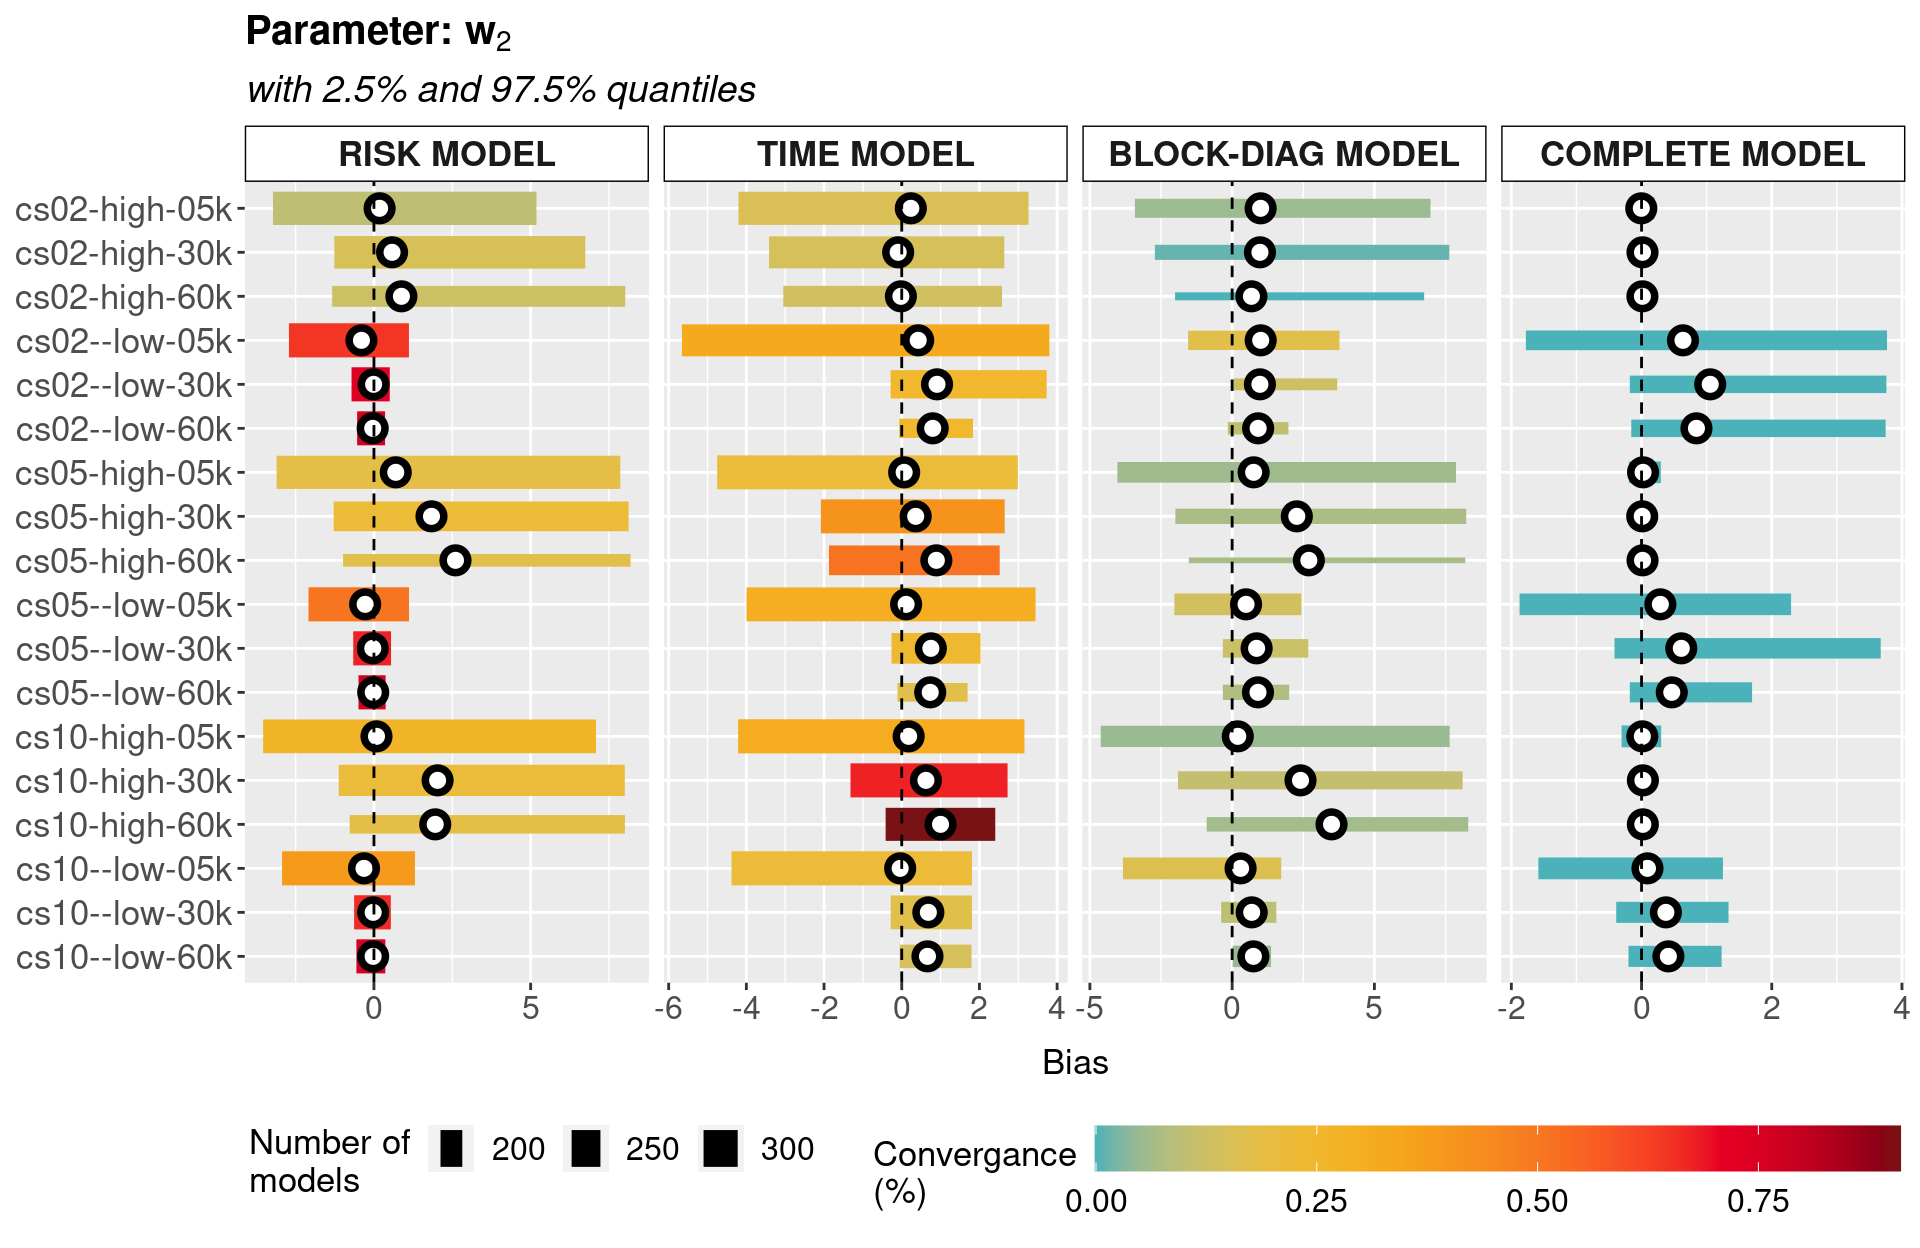 Parameter: w₂
with 2.5% and 97.5% quantiles
RISK MODEL TIME MODEL BLOCK-DIAG MODEL COMPLETE MODEL
cs02-high-05k
cs02-high-30k
cs02-high-60k
cs02--low-05k
cs02--low-30k
cs02--low-60k
cs05-high-05k
cs05-high-30k
cs05-high-60k
cs05--low-05k
cs05--low-30k
cs05--low-60k
cs10-high-05k
cs10-high-30k
cs10-high-60k
cs10--low-05k
cs10--low-30k
cs10--low-60k
0 5 -6 -4 -2 0 2 4 -5 0 5 -2 0 2 4
Bias
Number of
models
200 250 300
Convergance
(%)
0.00 0.25 0.50 0.75